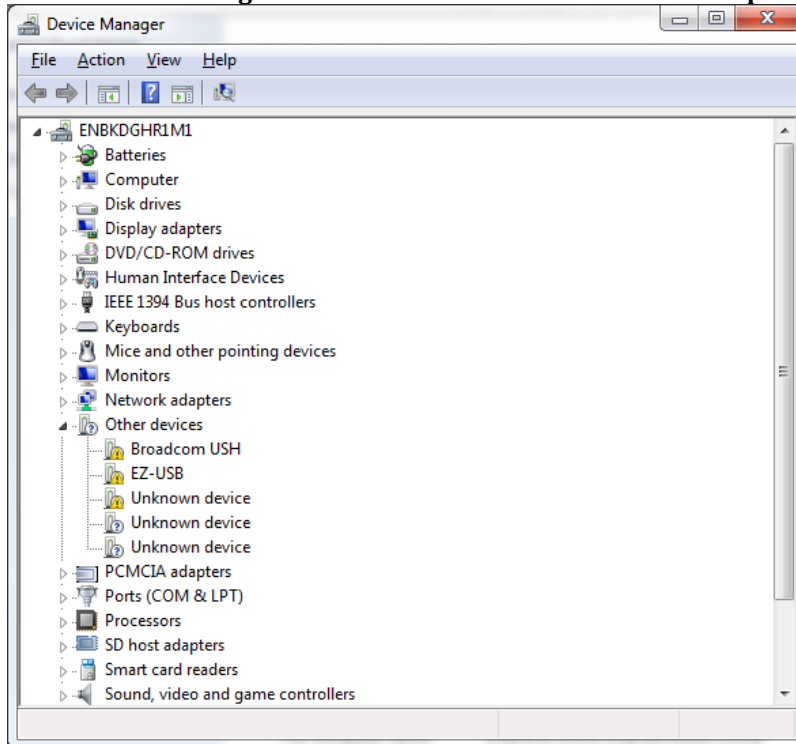 Device Manager
File Action View Help
ENBKDGHR1M1
Batteries
Computer
Disk drives
Display adapters
DVD/CD-ROM drives
Human Interface Devices
IEEE 1394 Bus host controllers
Keyboards
Mice and other pointing devices
Monitors
Network adapters
Other devices
Broadcom USH
EZ-USB
Unknown device
Unknown device
Unknown device
PCMCIA adapters
Ports (COM & LPT)
Processors
SD host adapters
Smart card readers
Sound, video and game controllers